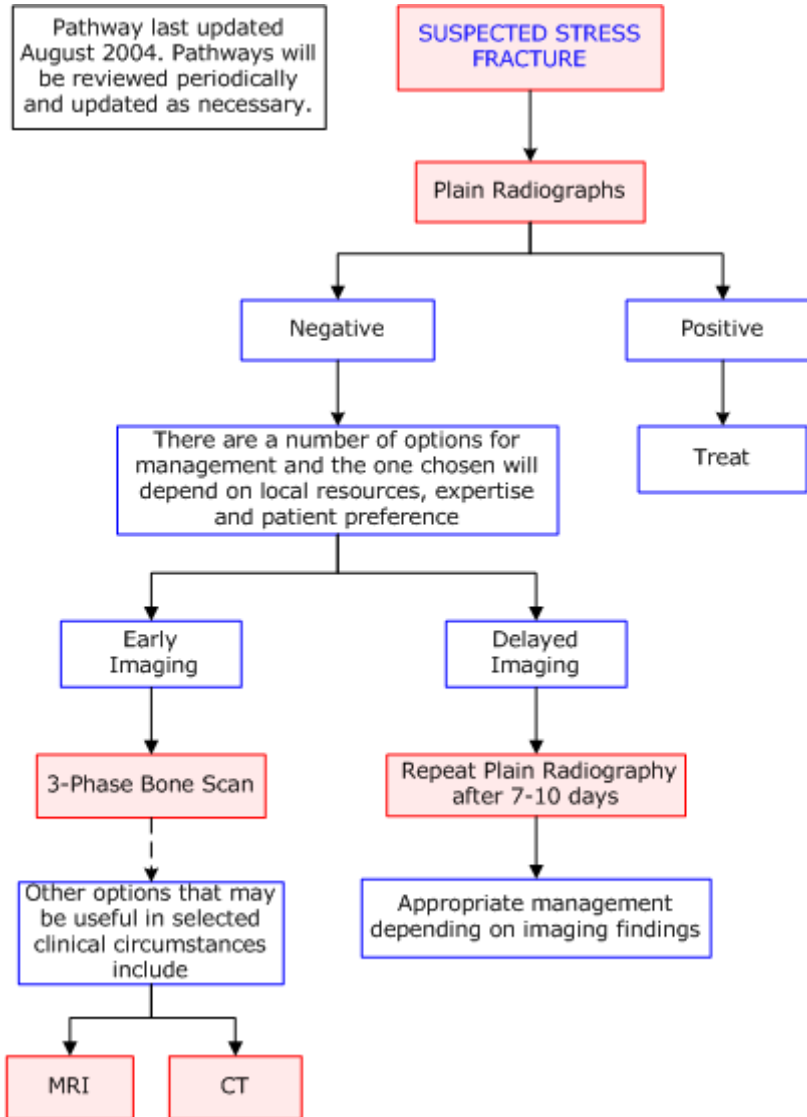 Pathway last updated
August 2004. Pathways will
be reviewed periodically
and updated as necessary.
SUSPECTED STRESS
FRACTURE
Plain Radiographs
Negative
Positive
There are a number of options for
management and the one chosen will
depend on local resources, expertise
and patient preference
Treat
Early
Imaging
Delayed
Imaging
3-Phase Bone Scan
Repeat Plain Radiography
after 7-10 days
Other options that may
be useful in selected
clinical circumstances
include
Appropriate management
depending on imaging findings
MRI
CT